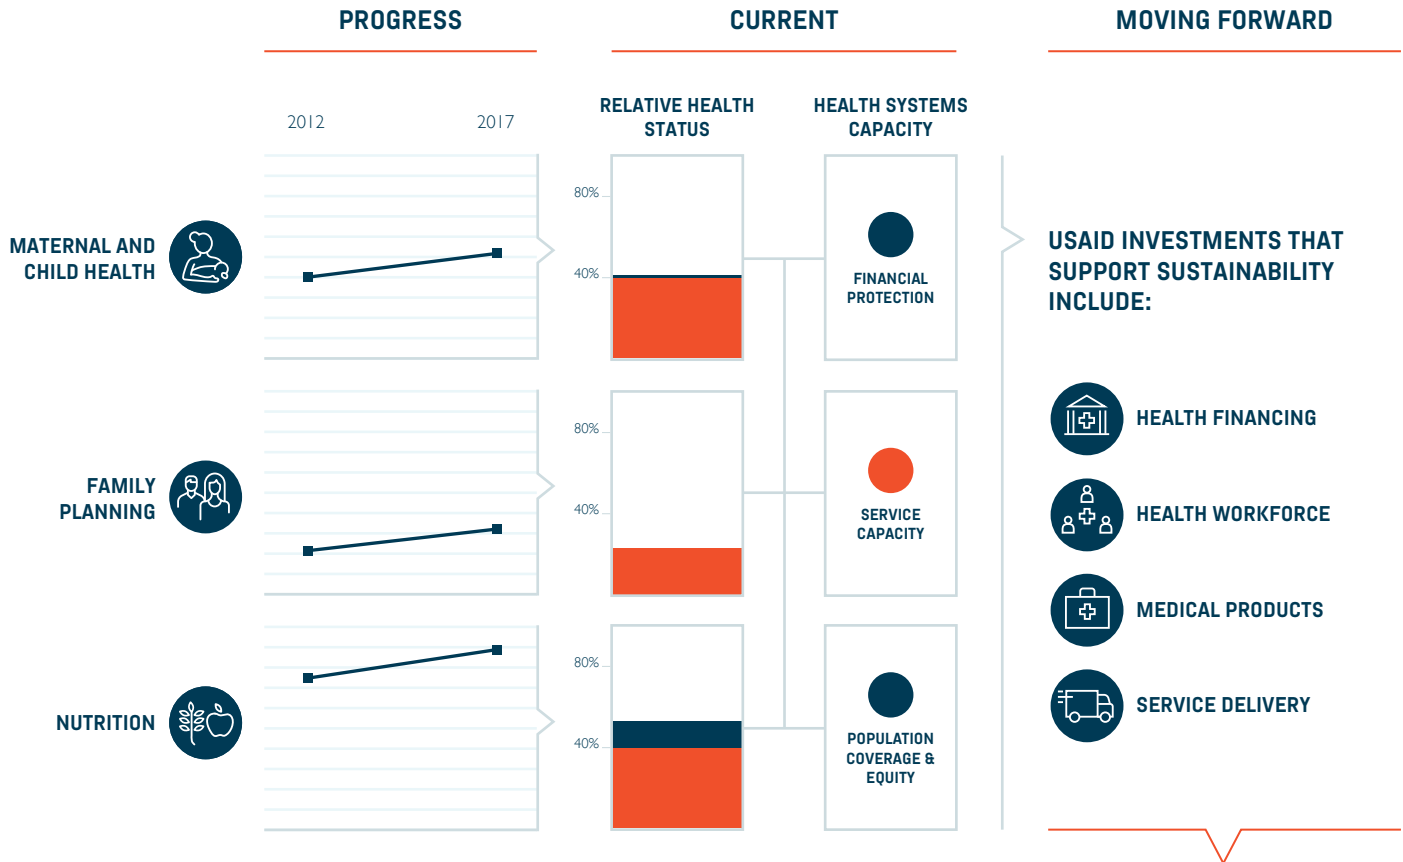 PROGRESS
CURRENT
MOVING FORWARD
2012
2017
RELATIVE HEALTH
STATUS
HEALTH SYSTEMS
CAPACITY
MATERNAL AND
CHILD HEALTH
80%
40%
FINANCIAL
PROTECTION
USAID INVESTMENTS THAT
SUPPORT SUSTAINABILITY
INCLUDE:
FAMILY
PLANNING
80%
40%
SERVICE
CAPACITY
HEALTH FINANCING
HEALTH WORKFORCE
NUTRITION
80%
40%
POPULATION
COVERAGE &
EQUITY
MEDICAL PRODUCTS
SERVICE DELIVERY